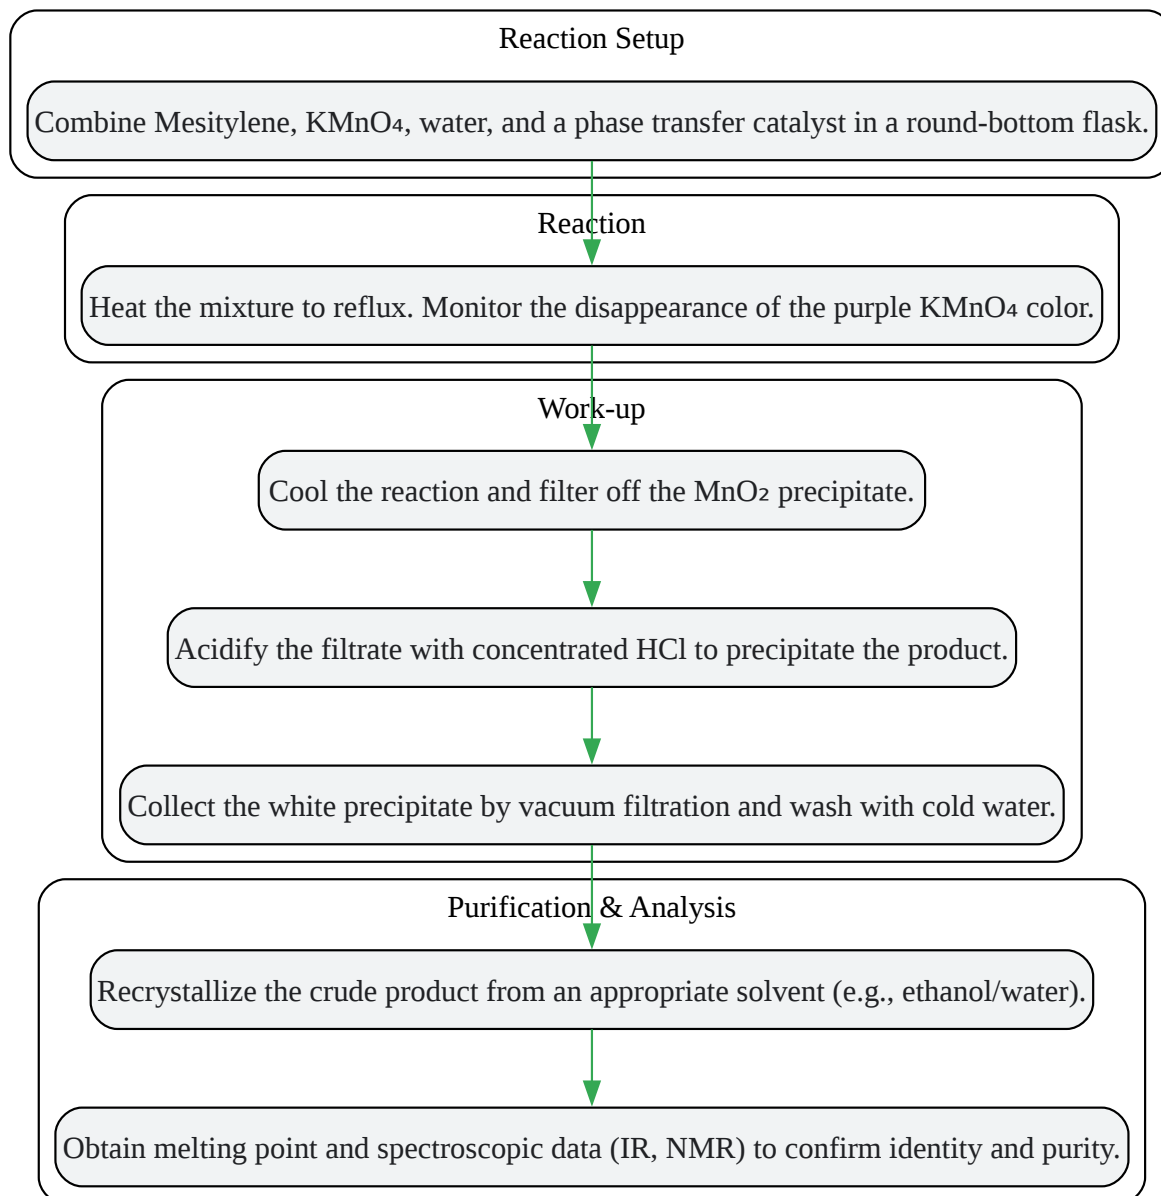 Reaction Setup
Combine Mesitylene, KMnO₄, water, and a phase transfer catalyst in a round-bottom flask.
Reaction
Heat the mixture to reflux. Monitor the disappearance of the purple KMnO₄ color.
Work-up
Cool the reaction and filter off the MnO₂ precipitate.
Acidify the filtrate with concentrated HCl to precipitate the product.
Collect the white precipitate by vacuum filtration and wash with cold water.
Purification & Analysis
Recrystallize the crude product from an appropriate solvent (e.g., ethanol/water).
Obtain melting point and spectroscopic data (IR, NMR) to confirm identity and purity.